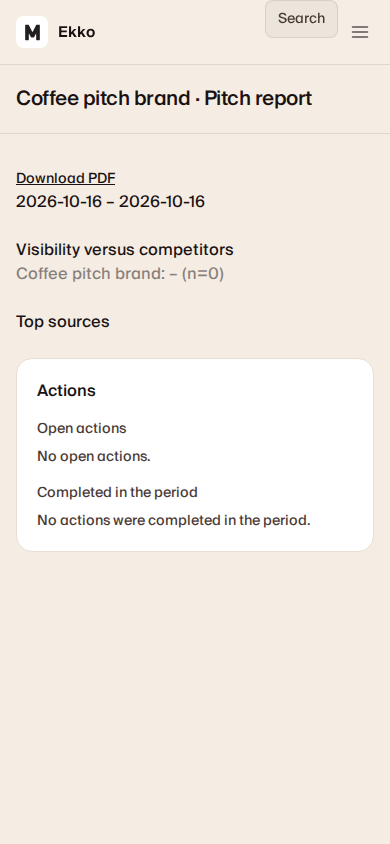 M Ekko
Search
Coffee pitch brand · Pitch report
Download PDF
2026-10-16 – 2026-10-16
Visibility versus competitors
Coffee pitch brand: – (n=0)
Top sources
Actions
Open actions
No open actions.
Completed in the period
No actions were completed in the period.